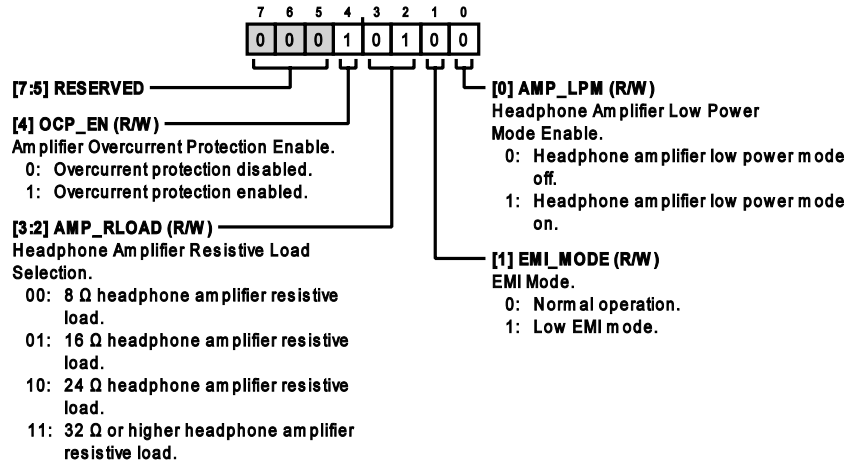 7 6 5 4 3 2 1 0
0 0 0 1 0 1 0 0
[7:5] RESERVED
[4] OCP_EN (R/W)
Amplifier Overcurrent Protection Enable.
0: Overcurrent protection disabled.
1: Overcurrent protection enabled.
[3:2] AMP_RLOAD (R/W)
Headphone Amplifier Resistive Load
Selection.
00: 8 Ω headphone amplifier resistive
load.
01: 16 Ω headphone amplifier resistive
load.
10: 24 Ω headphone amplifier resistive
load.
11: 32 Ω or higher headphone amplifier
resistive load.
[0] AMP_LPM (R/W)
Headphone Amplifier Low Power
Mode Enable.
0: Headphone amplifier low power mode
off.
1: Headphone amplifier low power mode
on.
[1] EMI_MODE (R/W)
EMI Mode.
0: Normal operation.
1: Low EMI mode.